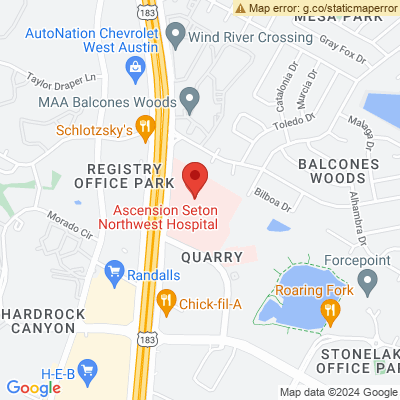 Map error: g.co/staticmaperror
183
MESA PARK
AutoNation Chevrolet
West Austin
Wind River Crossing
Gray Fox Dr
Taylor Draper Ln
Catalonia Dr
Murcia Dr
MAA Balcones Woods
Toledo Dr
Malaga Dr
Schlotzsky's
REGISTRY
OFFICE PARK
BALCONES
WOODS
Bilboa Dr
Alhambra Dr
Ascension Seton
Northwest Hospital
Morado Cir
QUARRY
Forcepoint
Randalls
Roaring Fork
Chick-fil-A
HARDROCK
CANYON
183
STONELAK
OFFICE PAR
H-E-B
Google
Map data ©2024 Google